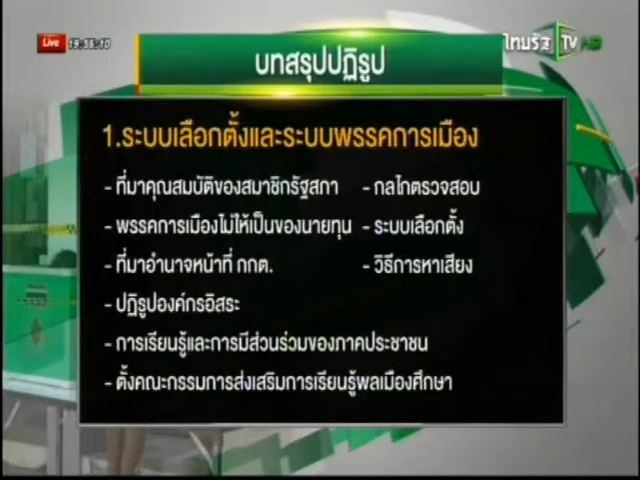 Live 19:35:10
ไทยรัฐ TV HD
บทสรุปปฏิรูป
1.ระบบเลือกตั้งและระบบพรรคการเมือง
- ที่มาคุณสมบัติของสมาชิกรัฐสภา - กลไกตรวจสอบ
- พรรคการเมืองไม่ให้เป็นของนายทุน - ระบบเลือกตั้ง
- ที่มาอำนาจหน้าที่ กกต. - วิธีการหาเสียง
- ปฏิรูปองค์กรอิสระ
- การเรียนรู้และการมีส่วนร่วมของภาคประชาชน
- ตั้งคณะกรรมการส่งเสริมการเรียนรู้พลเมืองศึกษา